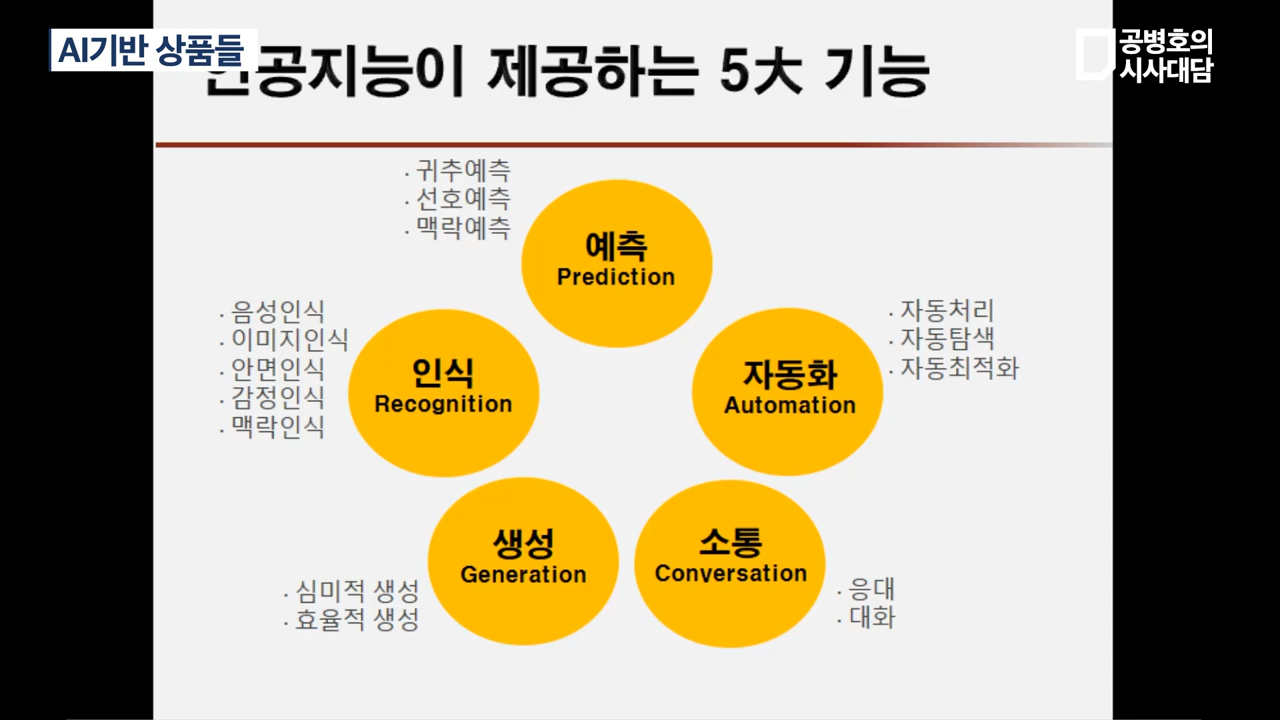 AI기반 상품들
인공지능이 제공하는 5大 기능
공병호의
시사대담
· 귀추예측
· 선호예측
· 맥락예측
예측
Prediction
· 음성인식
· 이미지인식
· 안면인식
· 감정인식
· 맥락인식
인식
Recognition
자동화
Automation
· 자동처리
· 자동탐색
· 자동최적화
생성
Generation
· 심미적 생성
· 효율적 생성
소통
Conversation
· 응대
· 대화